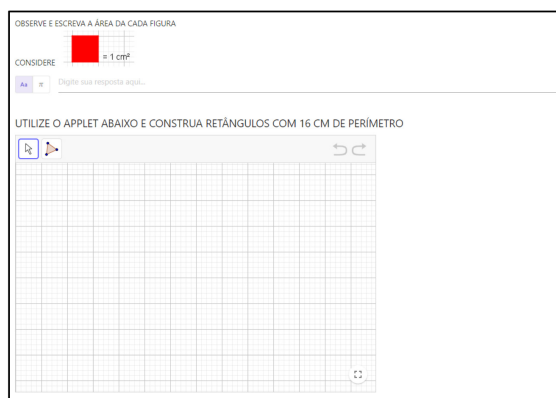 OBSERVE E ESCREVA A ÁREA DA CADA FIGURA
CONSIDERE = 1 cm²
Aa π Digite sua resposta aqui...
UTILIZE O APPLET ABAIXO E CONSTRUA RETÂNGULOS COM 16 CM DE PERÍMETRO